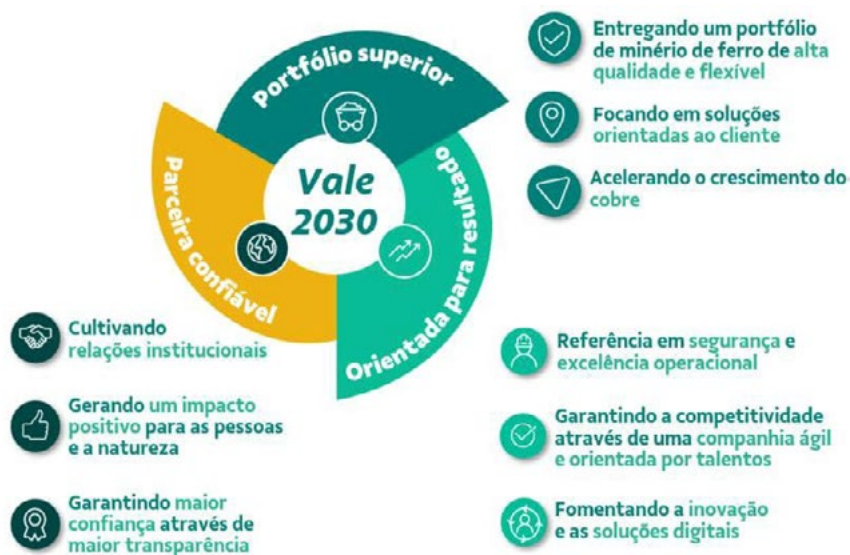 Portfólio superior
Parceira confiável
Orientada para resultado
Vale
2030
Entregando um portfólio
de minério de ferro de alta
qualidade e flexível
Focando em soluções
orientadas ao cliente
Acelerando o crescimento do
cobre
Cultivando
relações institucionais
Gerando um impacto
positivo para as pessoas
e a natureza
Garantindo maior
confiança através de
maior transparência
Referência em segurança e
excelência operacional
Garantindo a competitividade
através de uma companhia ágil
e orientada por talentos
Fomentando a inovação
e as soluções digitais